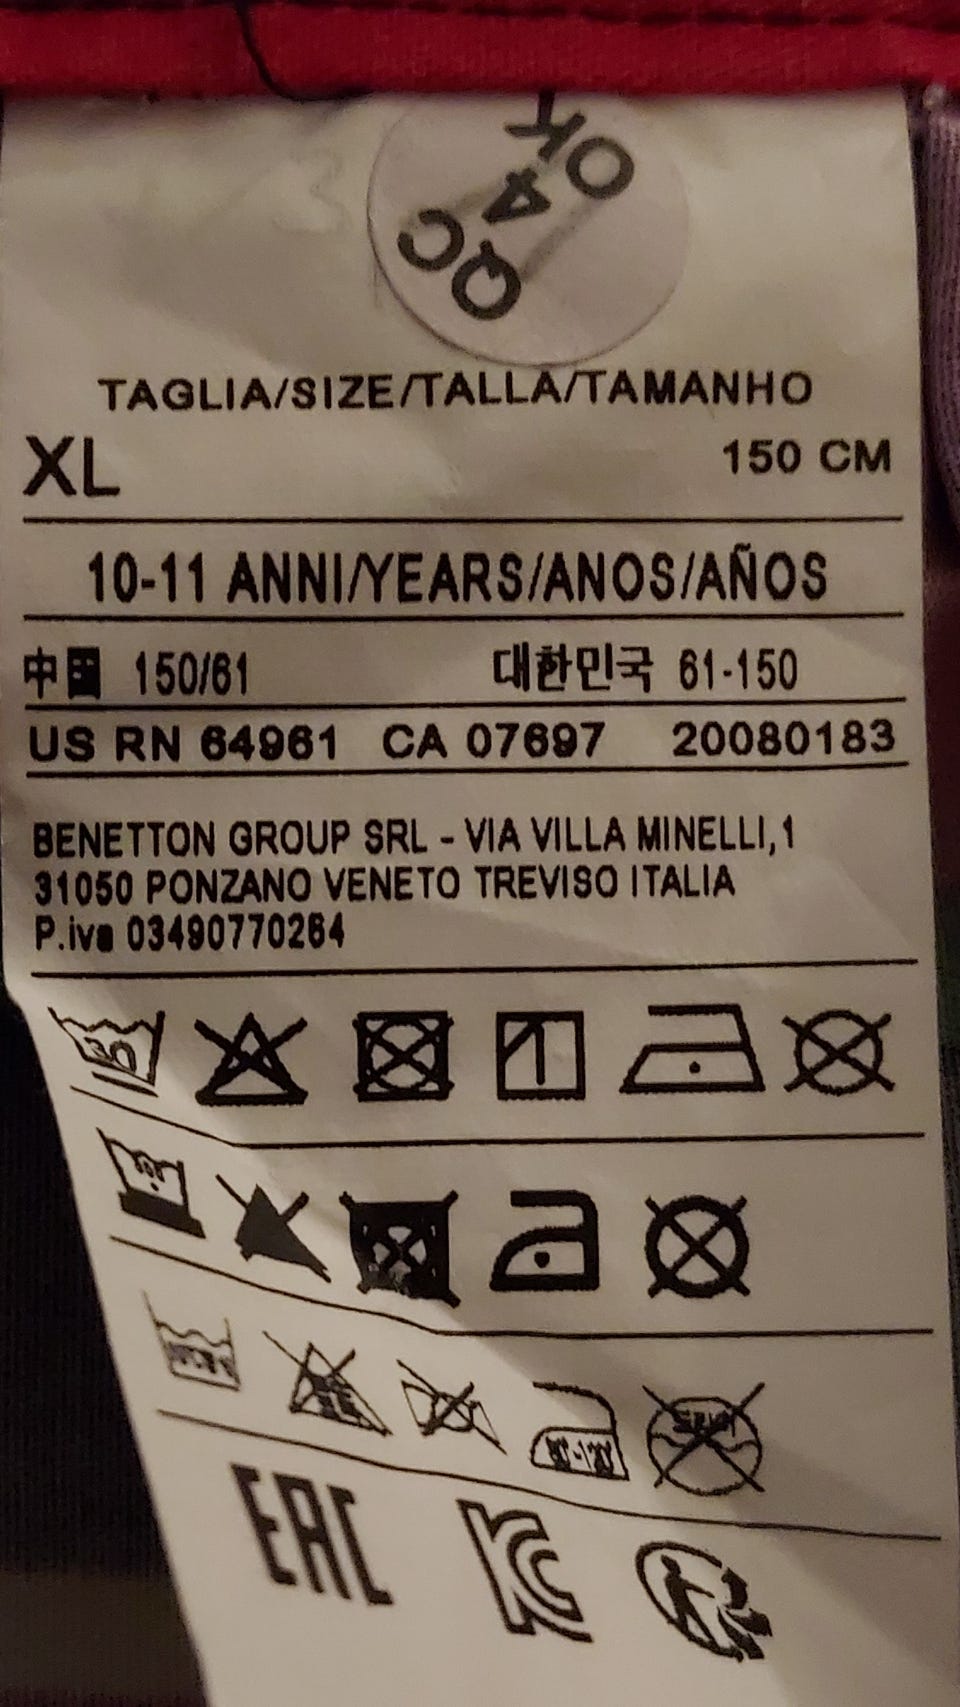 QC
4
OK
TAGLIA/SIZE/TALLA/TAMANHO
XL 150 CM
10-11 ANNI/YEARS/ANOS/AÑOS
中国 150/61 대한민국 61-150
US RN 64961 CA 07697 20080183
BENETTON GROUP SRL - VIA VILLA MINELLI,1
31050 PONZANO VENETO TREVISO ITALIA
P.iva 03490770264
EAC KC